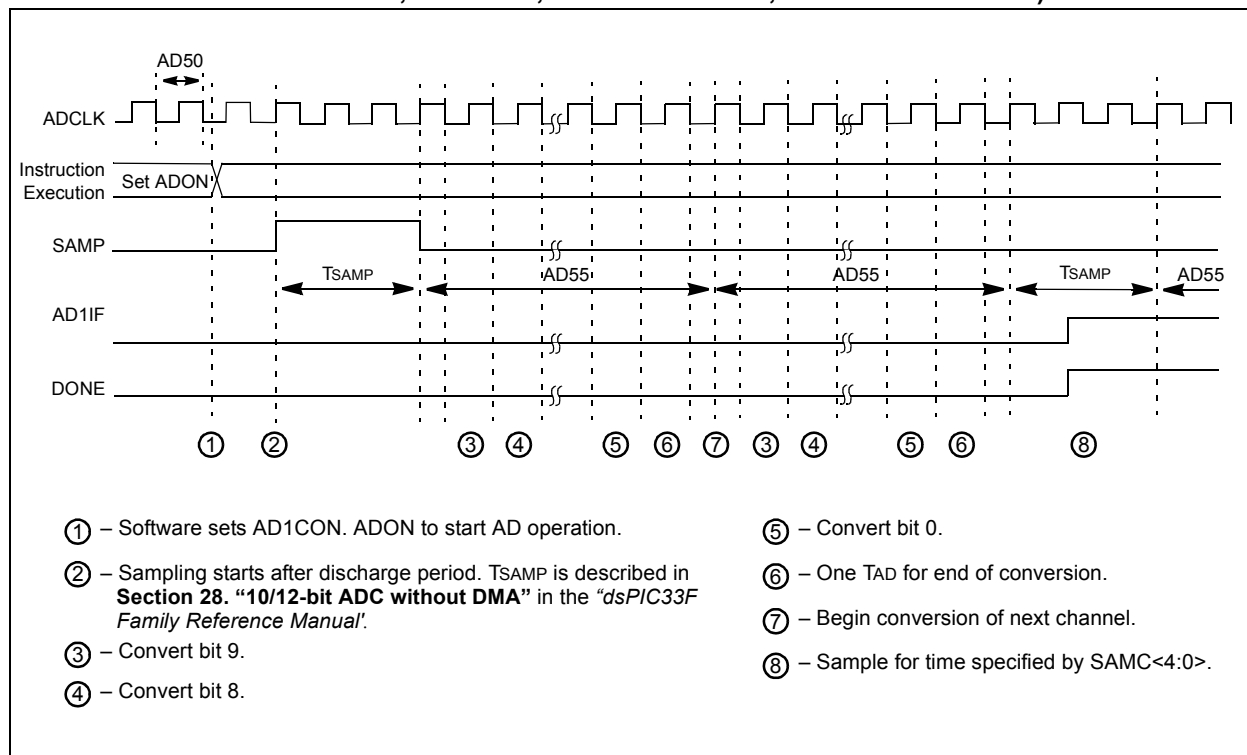 AD50
ADCLK
Instruction
Execution
Set ADON
SAMP
TSAMP
AD55
AD55
TSAMP
AD55
AD1IF
DONE
1 2 3 4 5 6 7 3 4 5 6 8
1 – Software sets AD1CON. ADON to start AD operation.
2 – Sampling starts after discharge period. TSAMP is described in
Section 28. “10/12-bit ADC without DMA” in the “dsPIC33F
Family Reference Manual'.
3 – Convert bit 9.
4 – Convert bit 8.
5 – Convert bit 0.
6 – One TAD for end of conversion.
7 – Begin conversion of next channel.
8 – Sample for time specified by SAMC<4:0>.